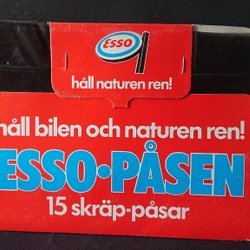 ESSO
håll naturen ren!
håll bilen och naturen ren!
ESSO-PÅSEN
15 skräp-påsar